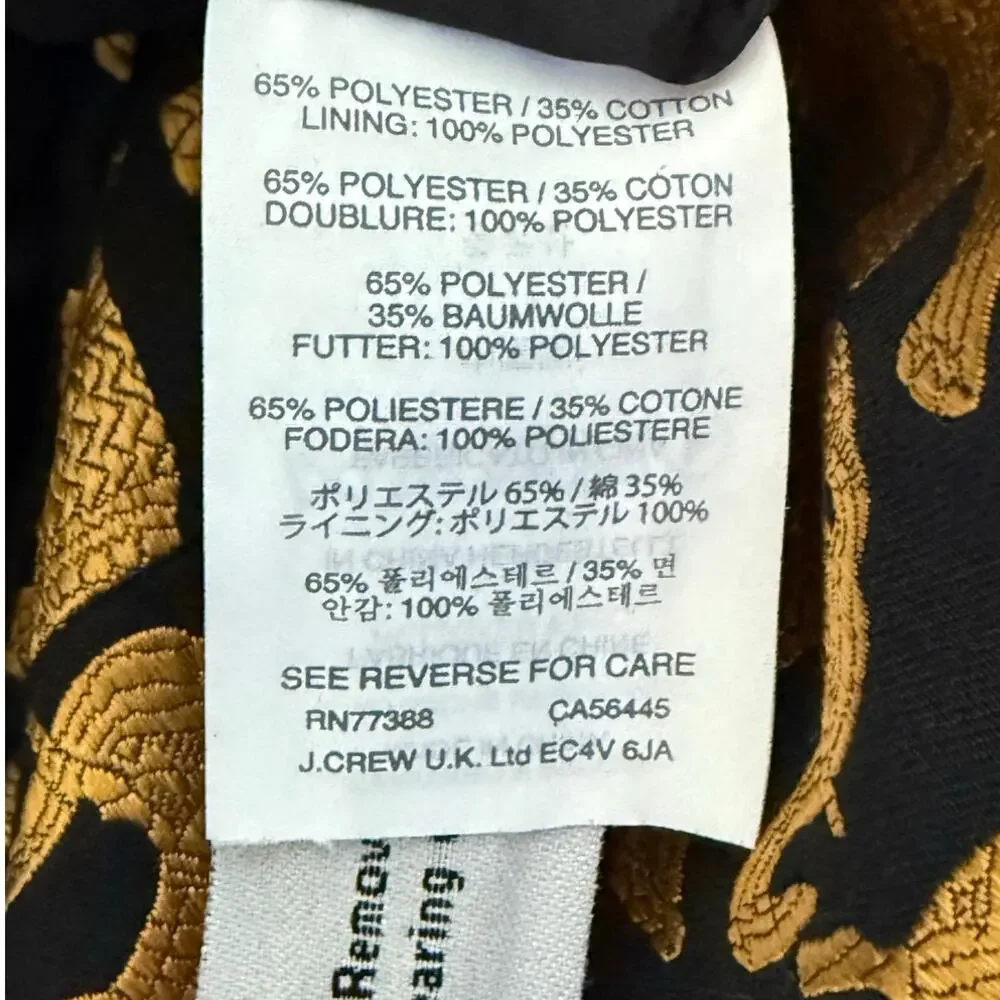 65% POLYESTER / 35% COTTON
LINING: 100% POLYESTER
65% POLYESTER / 35% CÓTON
DOUBLURE: 100% POLYESTER
65% POLYESTER /
35% BAUMWOLLE
FUTTER: 100% POLYESTER
65% POLIESTERE / 35% COTONE
FODERA: 100% POLIESTERE
ポリエステル 65% / 綿 35%
ライニング: ポリエステル 100%
65% 폴리에스테르 / 35% 면
안감: 100% 폴리에스테르
SEE REVERSE FOR CARE
RN77388 CA56445
J.CREW U.K. Ltd EC4V 6JA